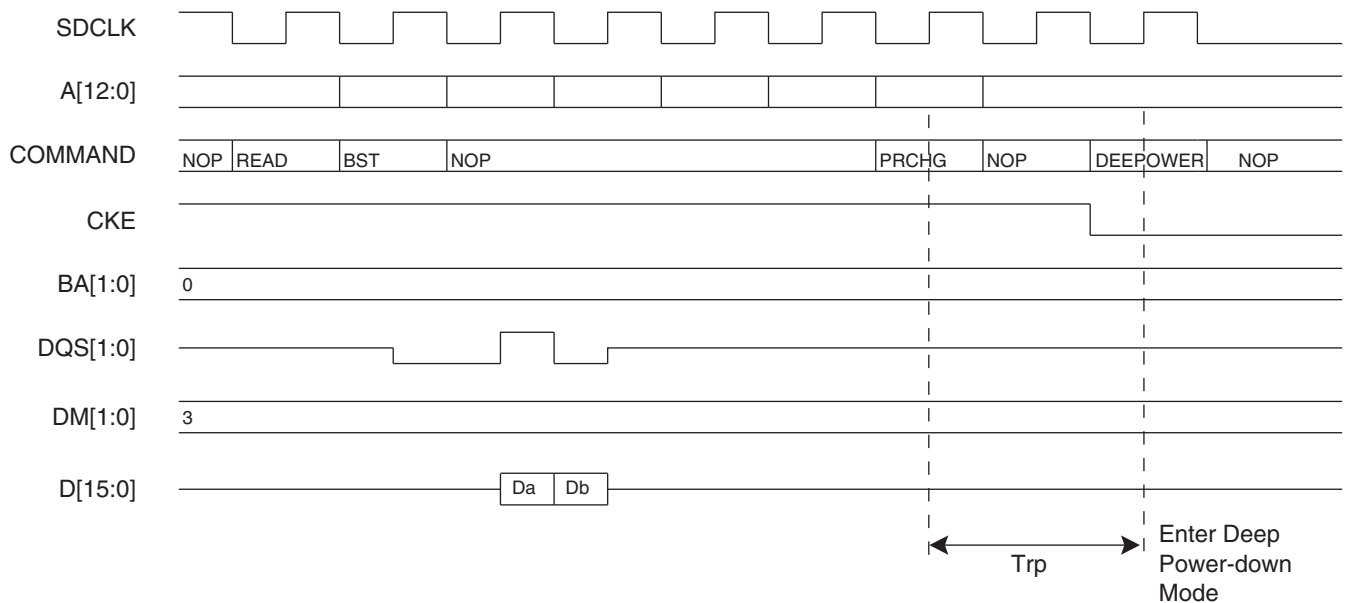 SDCLK
A[12:0]
COMMAND NOP READ BST NOP PRCHG NOP DEEPOWER NOP
CKE
BA[1:0] 0
DQS[1:0]
DM[1:0] 3
D[15:0] Da Db
Trp
Enter Deep
Power-down
Mode